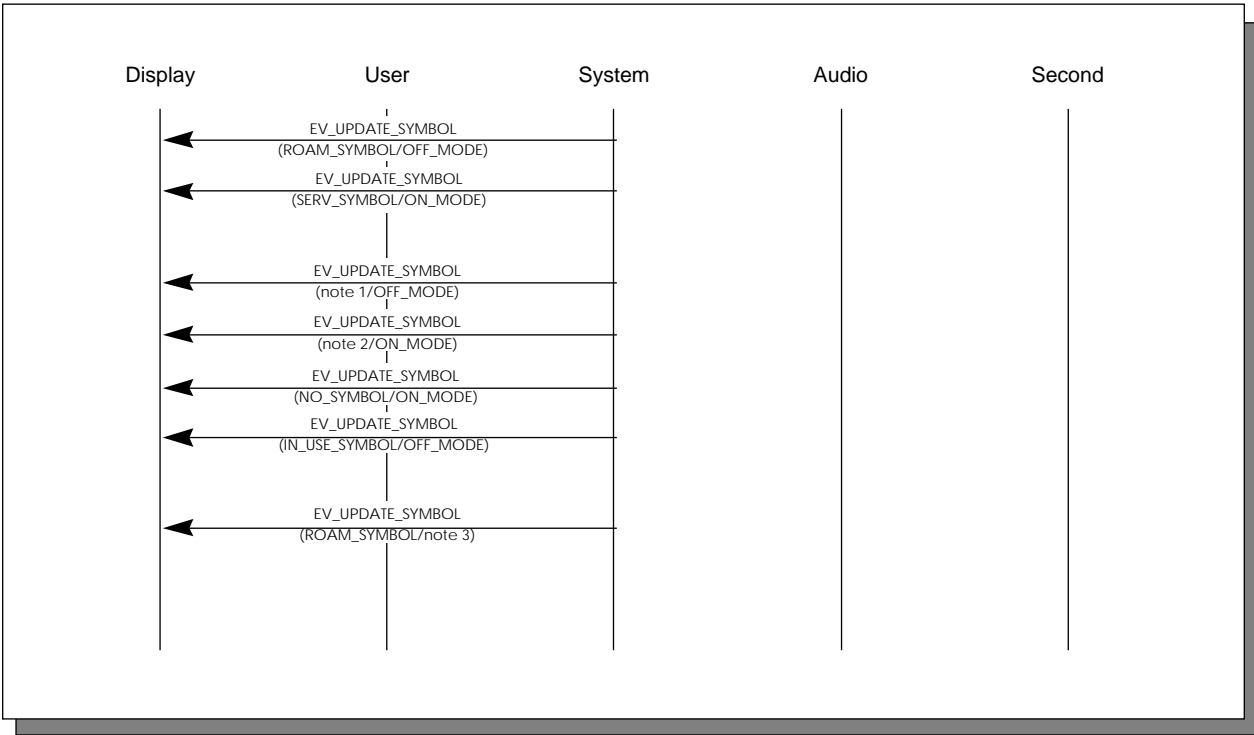 Display User System Audio Second
EV_UPDATE_SYMBOL
(ROAM_SYMBOL/OFF_MODE)
EV_UPDATE_SYMBOL
(SERV_SYMBOL/ON_MODE)
EV_UPDATE_SYMBOL
(note 1/OFF_MODE)
EV_UPDATE_SYMBOL
(note 2/ON_MODE)
EV_UPDATE_SYMBOL
(NO_SYMBOL/ON_MODE)
EV_UPDATE_SYMBOL
(IN_USE_SYMBOL/OFF_MODE)
EV_UPDATE_SYMBOL
(ROAM_SYMBOL/note 3)